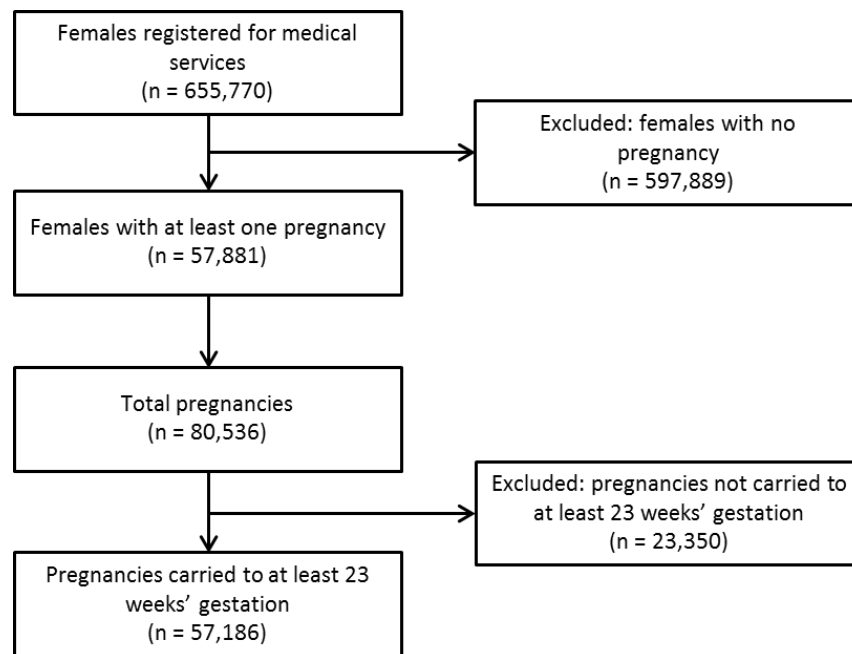 Females registered for medical
services
(n = 655,770)
Excluded: females with no
pregnancy
(n = 597,889)
Females with at least one pregnancy
(n = 57,881)
Total pregnancies
(n = 80,536)
Excluded: pregnancies not carried to
at least 23 weeks’ gestation
(n = 23,350)
Pregnancies carried to at least 23
weeks’ gestation
(n = 57,186)